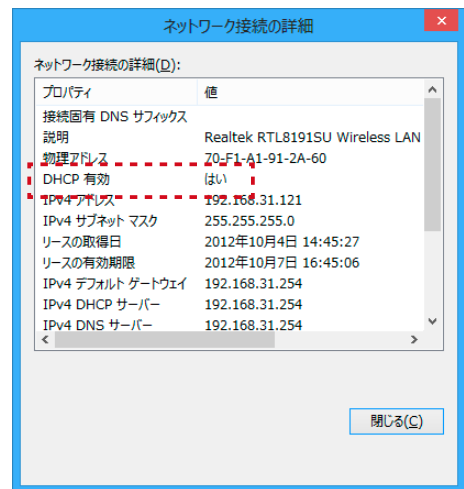 ネットワーク接続の詳細
ネットワーク接続の詳細(D):
プロパティ 値
接続固有 DNS サフィックス
説明 Realtek RTL8191SU Wireless LAN
物理アドレス 70-F1-A1-91-2A-60
DHCP 有効 はい
IPv4 アドレス 192.168.31.121
IPv4 サブネット マスク 255.255.255.0
リースの取得日 2012年10月4日 14:45:27
リースの有効期限 2012年10月7日 16:45:06
IPv4 デフォルト ゲートウェイ 192.168.31.254
IPv4 DHCP サーバー 192.168.31.254
IPv4 DNS サーバー 192.168.31.254
閉じる(C)